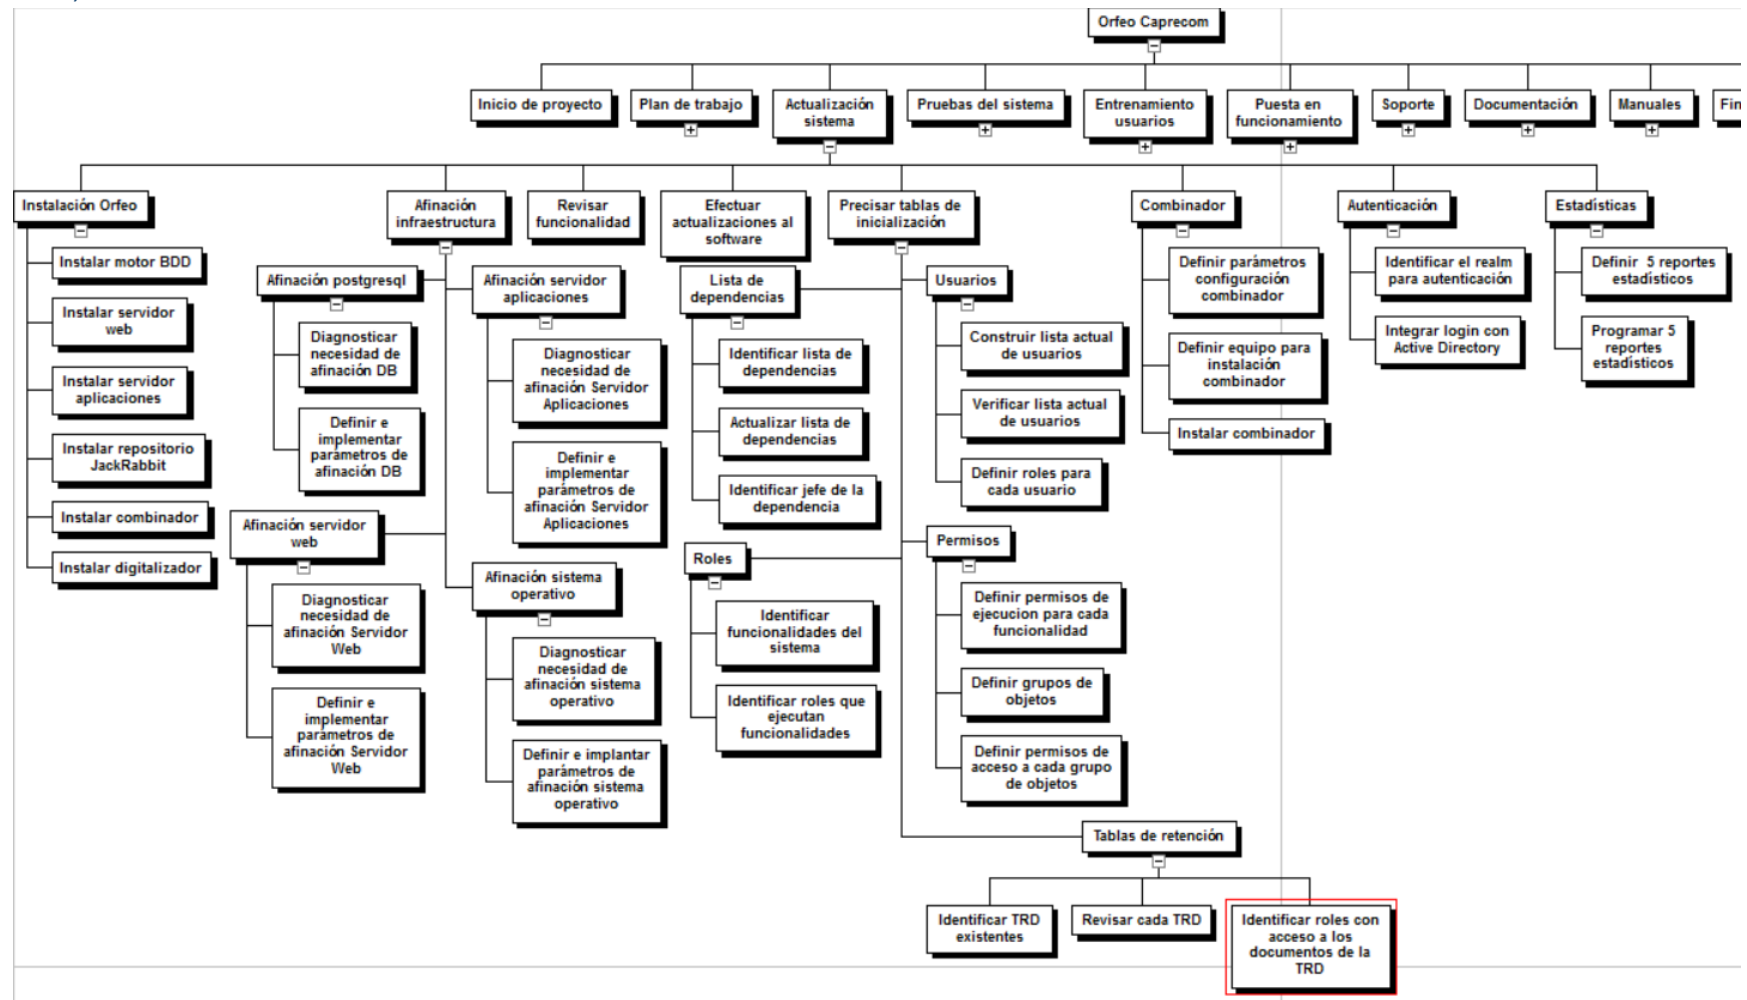 Orfeo Caprecom
Inicio de proyecto
Plan de trabajo
Actualización
sistema
Pruebas del sistema
Entrenamiento
usuarios
Puesta en
funcionamiento
Soporte
Documentación
Manuales
Fin
Instalación Orfeo
Afinación
infraestructura
Revisar
funcionalidad
Efectuar
actualizaciones al
software
Precisar tablas de
inicialización
Combinador
Autenticación
Estadísticas
Instalar motor BDD
Instalar servidor
web
Instalar servidor
aplicaciones
Instalar repositorio
JackRabbit
Instalar combinador
Instalar digitalizador
Afinación postgresql
Diagnosticar
necesidad de
afinación DB
Definir e
implementar
parámetros de
afinación DB
Afinación servidor
web
Diagnosticar
necesidad de
afinación Servidor
Web
Definir e
implementar
parámetros de
afinación Servidor
Web
Afinación servidor
aplicaciones
Diagnosticar
necesidad de
afinación Servidor
Aplicaciones
Definir e
implementar
parámetros de
afinación Servidor
Aplicaciones
Afinación sistema
operativo
Diagnosticar
necesidad de
afinación sistema
operativo
Definir e implantar
parámetros de
afinación sistema
operativo
Lista de
dependencias
Identificar lista de
dependencias
Actualizar lista de
dependencias
Identificar jefe de la
dependencia
Roles
Identificar
funcionalidades del
sistema
Identificar roles que
ejecutan
funcionalidades
Usuarios
Construir lista actual
de usuarios
Verificar lista actual
de usuarios
Definir roles para
cada usuario
Permisos
Definir permisos de
ejecucion para cada
funcionalidad
Definir grupos de
objetos
Definir permisos de
acceso a cada grupo
de objetos
Tablas de retención
Identificar TRD
existentes
Revisar cada TRD
Identificar roles con
acceso a los
documentos de la
TRD
Definir parámetros
configuración
combinador
Definir equipo para
instalación
combinador
Instalar combinador
Identificar el realm
para autenticación
Integrar login con
Active Directory
Definir 5 reportes
estadísticos
Programar 5
reportes
estadísticos